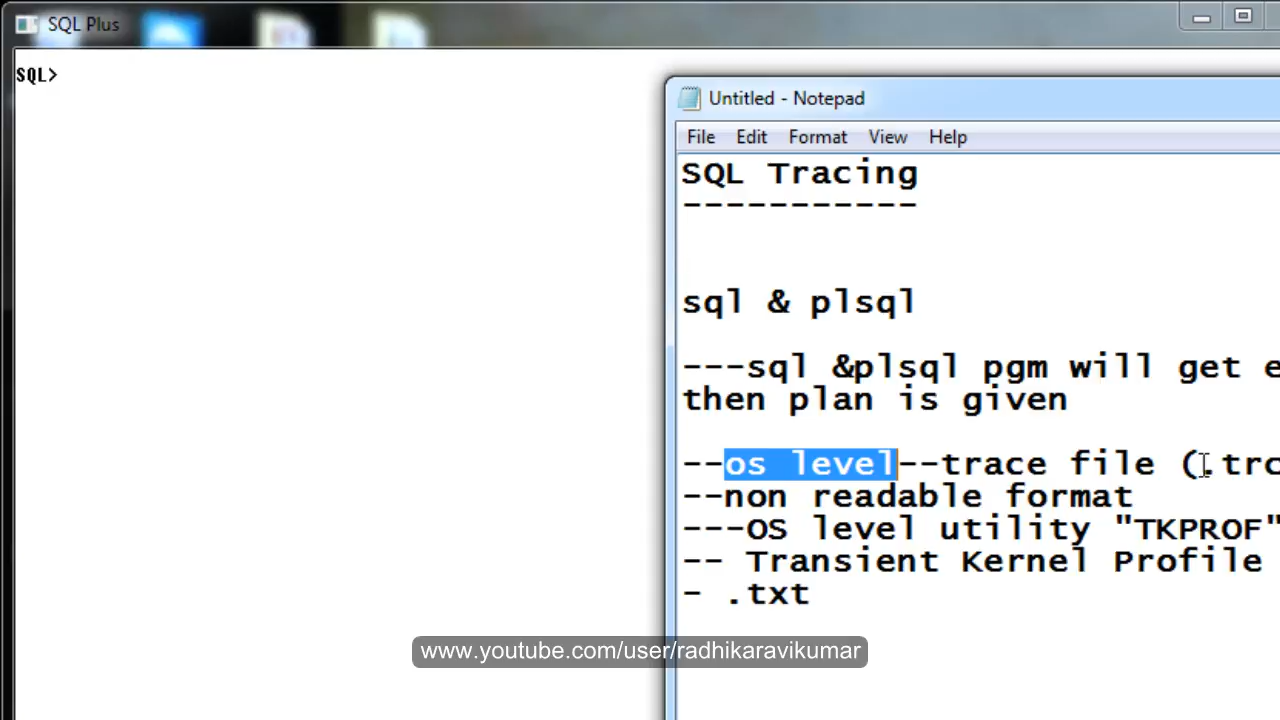 SQL Plus
SQL>
Untitled - Notepad
File Edit Format View Help
SQL Tracing
-----------
sql & plsql
---sql &plsql pgm will get e
then plan is given
--os level--trace file (.trc
--non readable format
---OS level utility "TKPROF"
-- Transient Kernel Profile
- .txt
www.youtube.com/user/radhikaravikumar